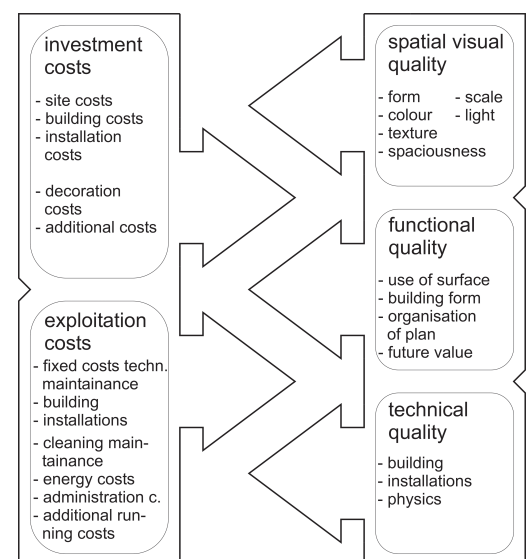 investment
costs
- site costs
- building costs
- installation
costs
- decoration
costs
- additional costs
exploitation
costs
- fixed costs techn.
maintainance
- building
- installations
- cleaning main-
tainance
- energy costs
- administration c.
- additional run-
ning costs
spatial visual
quality
- form - scale
- colour - light
- texture
- spaciousness
functional
quality
- use of surface
- building form
- organisation
of plan
- future value
technical
quality
- building
- installations
- physics